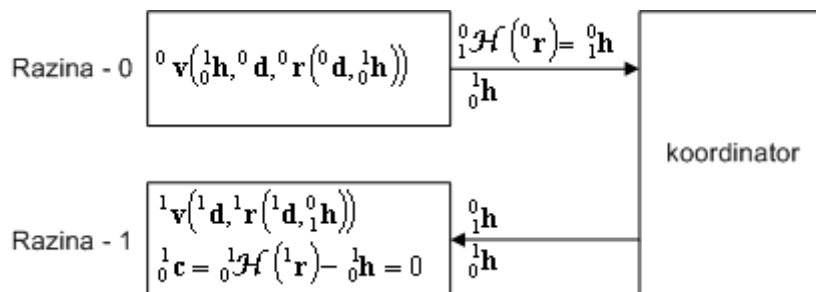 Razina - 0
⁰v(¹₀h,⁰d,⁰r(⁰d,¹₀h))
⁰₁ℋ(⁰r)= ⁰₁h
¹₀h
koordinator
Razina - 1
¹v(¹d,¹r(¹d,⁰₁h))
¹₀c = ¹₀ℋ(¹r)− ¹₀h = 0
⁰₁h
¹₀h